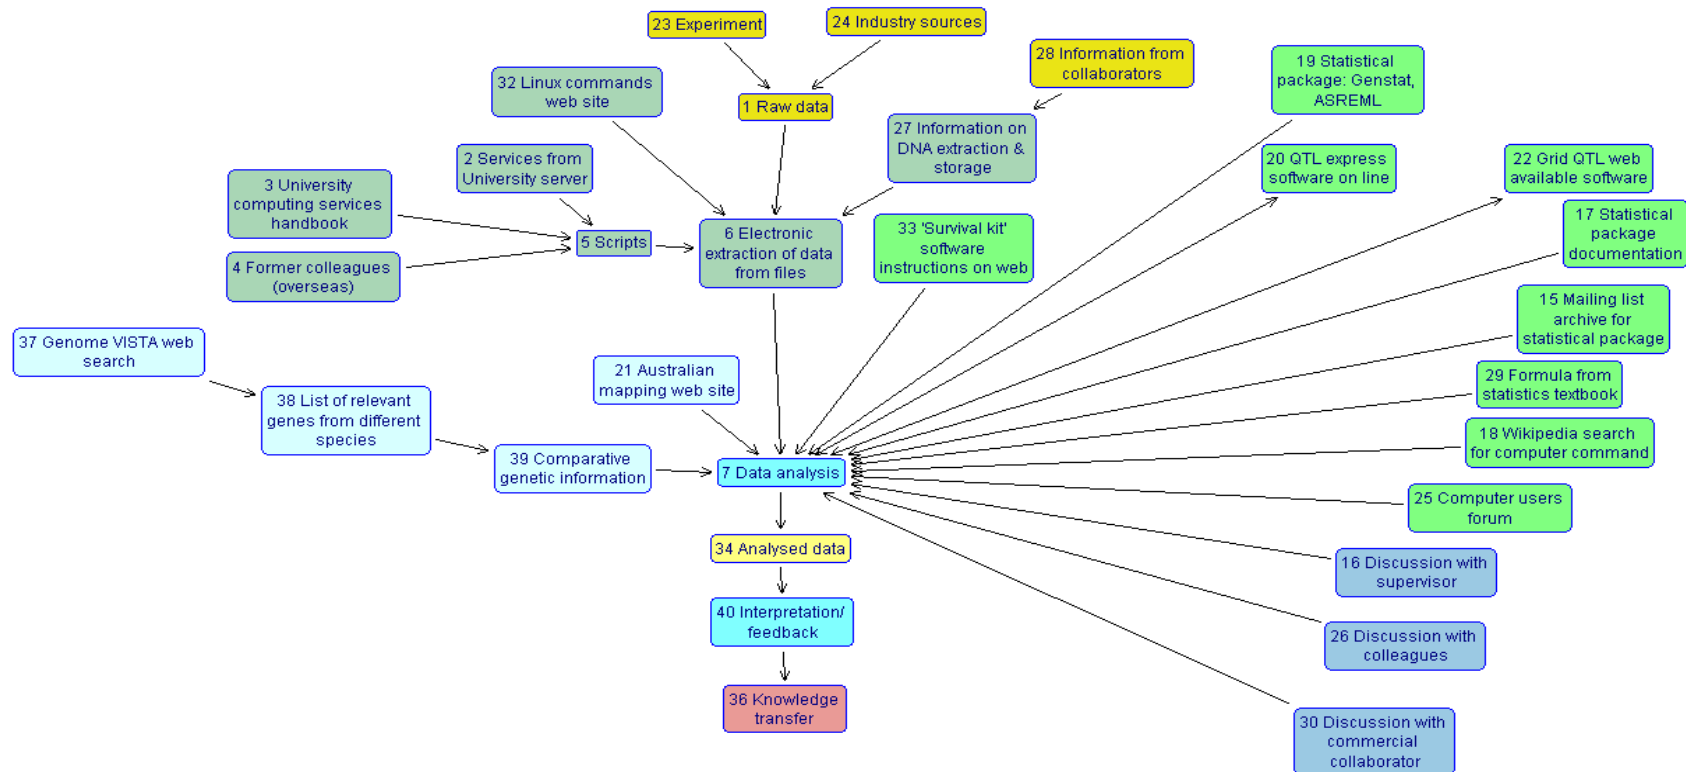 23 Experiment
24 Industry sources
28 Information from
collaborators
19 Statistical
package: Genstat,
ASREML
32 Linux commands
web site
1 Raw data
27 Information on
DNA extraction &
storage
20 QTL express
software on line
22 Grid QTL web
available software
2 Services from
University server
3 University
computing services
handbook
17 Statistical
package
documentation
5 Scripts
6 Electronic
extraction of data
from files
33 'Survival kit'
software
instructions on web
4 Former colleagues
(overseas)
15 Mailing list
archive for
statistical package
37 Genome VISTA web
search
21 Australian
mapping web site
29 Formula from
statistics textbook
38 List of relevant
genes from different
species
18 Wikipedia search
for computer command
39 Comparative
genetic information
7 Data analysis
25 Computer users
forum
34 Analysed data
16 Discussion with
supervisor
40 Interpretation/
feedback
26 Discussion with
colleagues
36 Knowledge
transfer
30 Discussion with
commercial
collaborator